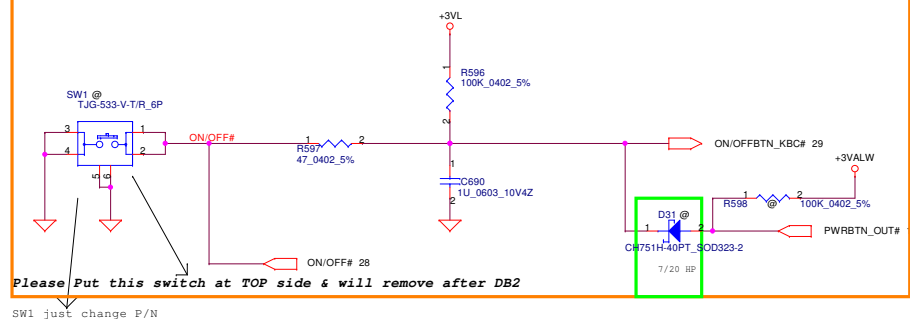 +3VL
1
R596
100K_0402_5%
2
SW1 @
TJG-533-V-T/R_6P
3
1
4
2
5
6
ON/OFF#
1
2
R597
47_0402_5%
ON/OFFBTN_KBC# 29
+3VALW
1
C690
1U_0603_10V4Z
2
2
R598
@
100K_0402_5%
D31 @
1
2
PWRBTN_OUT#
CH751H-40PT_SOD323-2
7/20 HP
ON/OFF# 28
Please Put this switch at TOP side & will remove after DB2
SW1 just change P/N